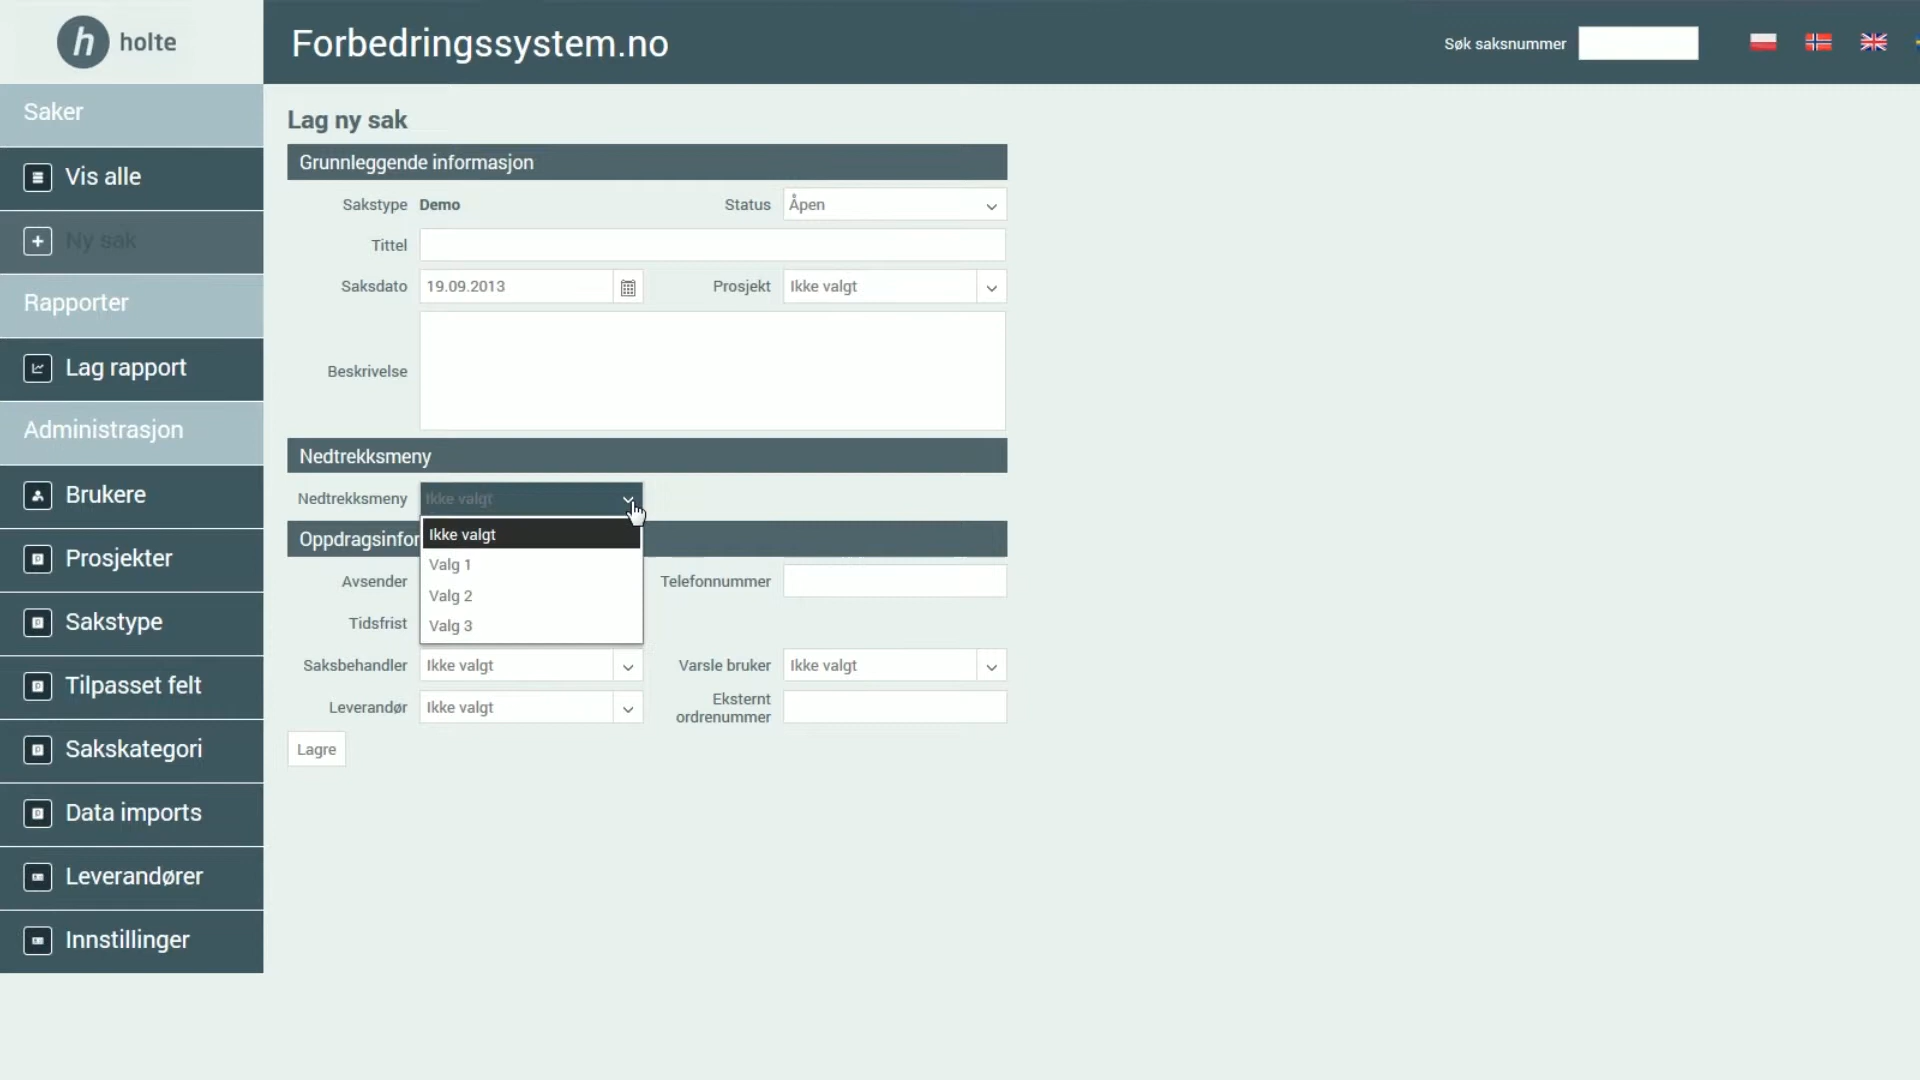 h holte
Forbedringssystem.no
Søk saksnummer
Saker
Vis alle
Ny sak
Rapporter
Lag rapport
Administrasjon
Brukere
Prosjekter
Sakstype
Tilpasset felt
Sakskategori
Data imports
Leverandører
Innstillinger
Lag ny sak
Grunnleggende informasjon
Sakstype Demo Status Åpen
Tittel
Saksdato 19.09.2013 Prosjekt Ikke valgt
Beskrivelse
Nedtrekksmeny
Nedtrekksmeny Ikke valgt
Ikke valgt
Valg 1
Valg 2
Valg 3
Oppdragsinfor
Avsender Telefonnummer
Tidsfrist
Saksbehandler Ikke valgt Varsle bruker Ikke valgt
Leverandør Ikke valgt Eksternt
ordrenummer
Lagre